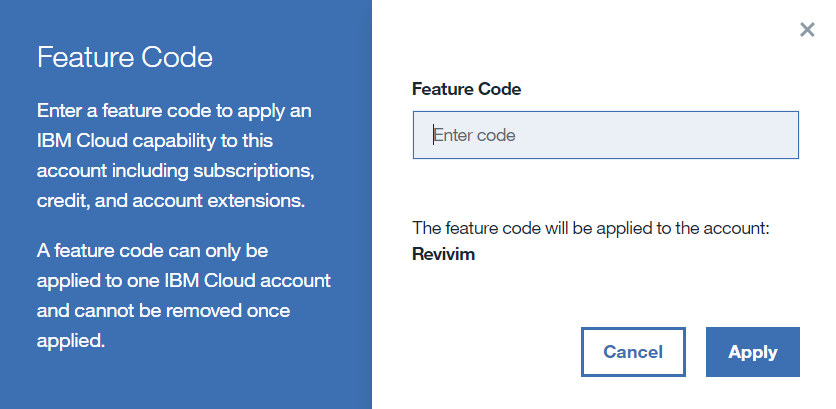 Feature Code
Enter a feature code to apply an
IBM Cloud capability to this
account including subscriptions,
credit, and account extensions.
A feature code can only be
applied to one IBM Cloud account
and cannot be removed once
applied.
Feature Code
Enter code
The feature code will be applied to the account:
Revivim
Cancel
Apply